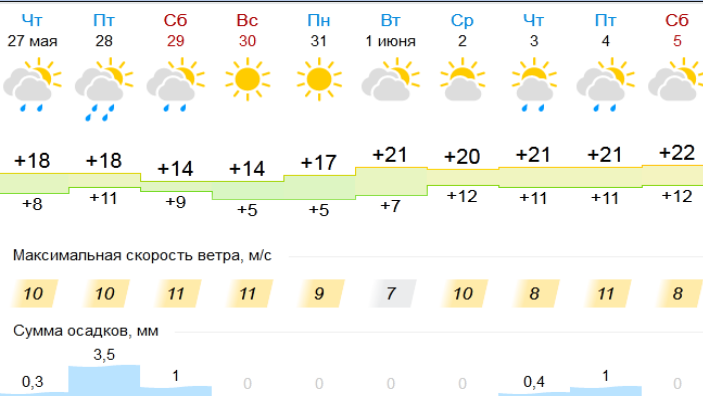 Чт Пт Сб Вс Пн Вт Ср Чт Пт Сб
27 мая 28 29 30 31 1 июня 2 3 4 5
+18 +18 +14 +14 +17 +21 +20 +21 +21 +22
+8 +11 +9 +5 +5 +7 +12 +11 +11 +12
Максимальная скорость ветра, м/с
10 10 11 11 9 7 10 8 11 8
Сумма осадков, мм
0,3 3,5 1 0 0 0 0 0,4 1 0